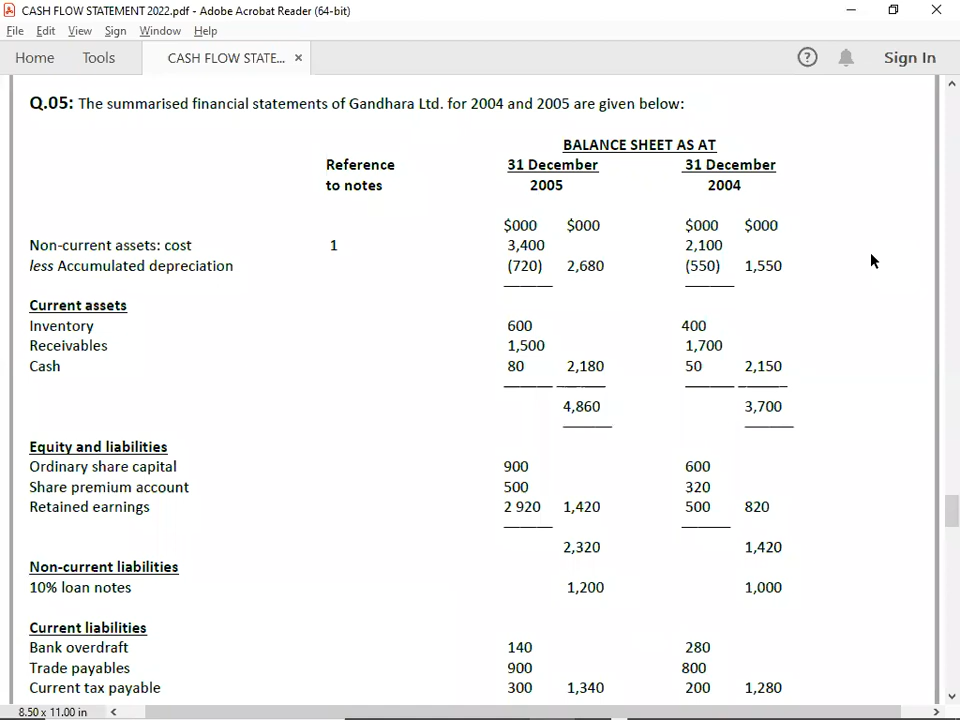 CASH FLOW STATEMENT 2022.pdf - Adobe Acrobat Reader (64-bit)
File Edit View Sign Window Help
Home Tools CASH FLOW STATE... × ? Sign In
Q.05: The summarised financial statements of Gandhara Ltd. for 2004 and 2005 are given below:
BALANCE SHEET AS AT
Reference 31 December 31 December
to notes 2005 2004
$000 $000 $000 $000
Non-current assets: cost 1 3,400 2,100
less Accumulated depreciation (720) 2,680 (550) 1,550
Current assets
Inventory 600 400
Receivables 1,500 1,700
Cash 80 2,180 50 2,150
4,860 3,700
Equity and liabilities
Ordinary share capital 900 600
Share premium account 500 320
Retained earnings 2 920 1,420 500 820
2,320 1,420
Non-current liabilities
10% loan notes 1,200 1,000
Current liabilities
Bank overdraft 140 280
Trade payables 900 800
Current tax payable 300 1,340 200 1,280
8.50 x 11.00 in